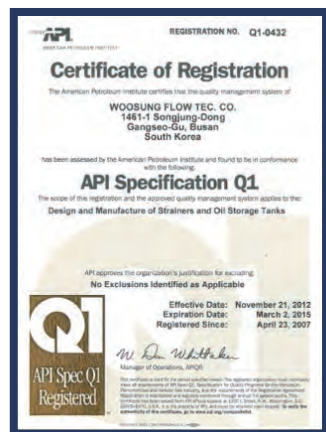 API
REGISTRATION NO. Q1-0432
AMERICAN PETROLEUM INSTITUTE
Certificate of Registration
The American Petroleum Institute certifies that the quality management system of
WOOSUNG FLOW TEC. CO.
1461-1 Songjung-Dong
Gangseo-Gu, Busan
South Korea
has been assessed by the American Petroleum Institute and found to be in conformance
with the following:
API Specification Q1
The scope of this registration and the approved quality management system applies to the:
Design and Manufacture of Strainers and Oil Storage Tanks
API approves the organization's justification for excluding:
No Exclusions Identified as Applicable
Effective Date: November 21, 2012
Expiration Date: March 2, 2015
Registered Since: April 23, 2007
Manager of Operations, APIQR
Q1
API Spec Q1
Registered